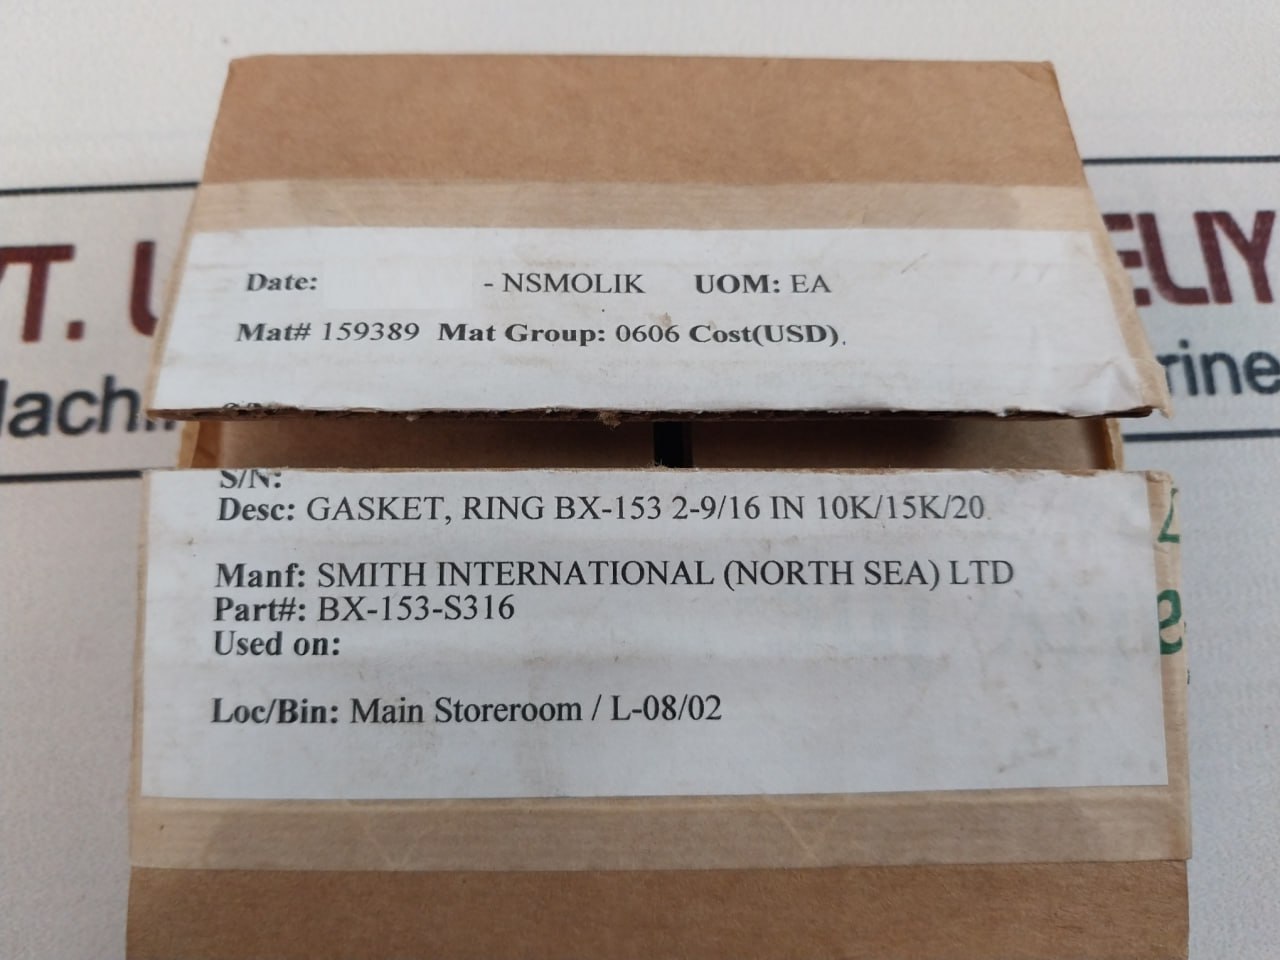 Date: - NSMOLIK UOM: EA
Mat# 159389 Mat Group: 0606 Cost(USD).
S/N:
Desc: GASKET, RING BX-153 2-9/16 IN 10K/15K/20
Manf: SMITH INTERNATIONAL (NORTH SEA) LTD
Part#: BX-153-S316
Used on:
Loc/Bin: Main Storeroom / L-08/02